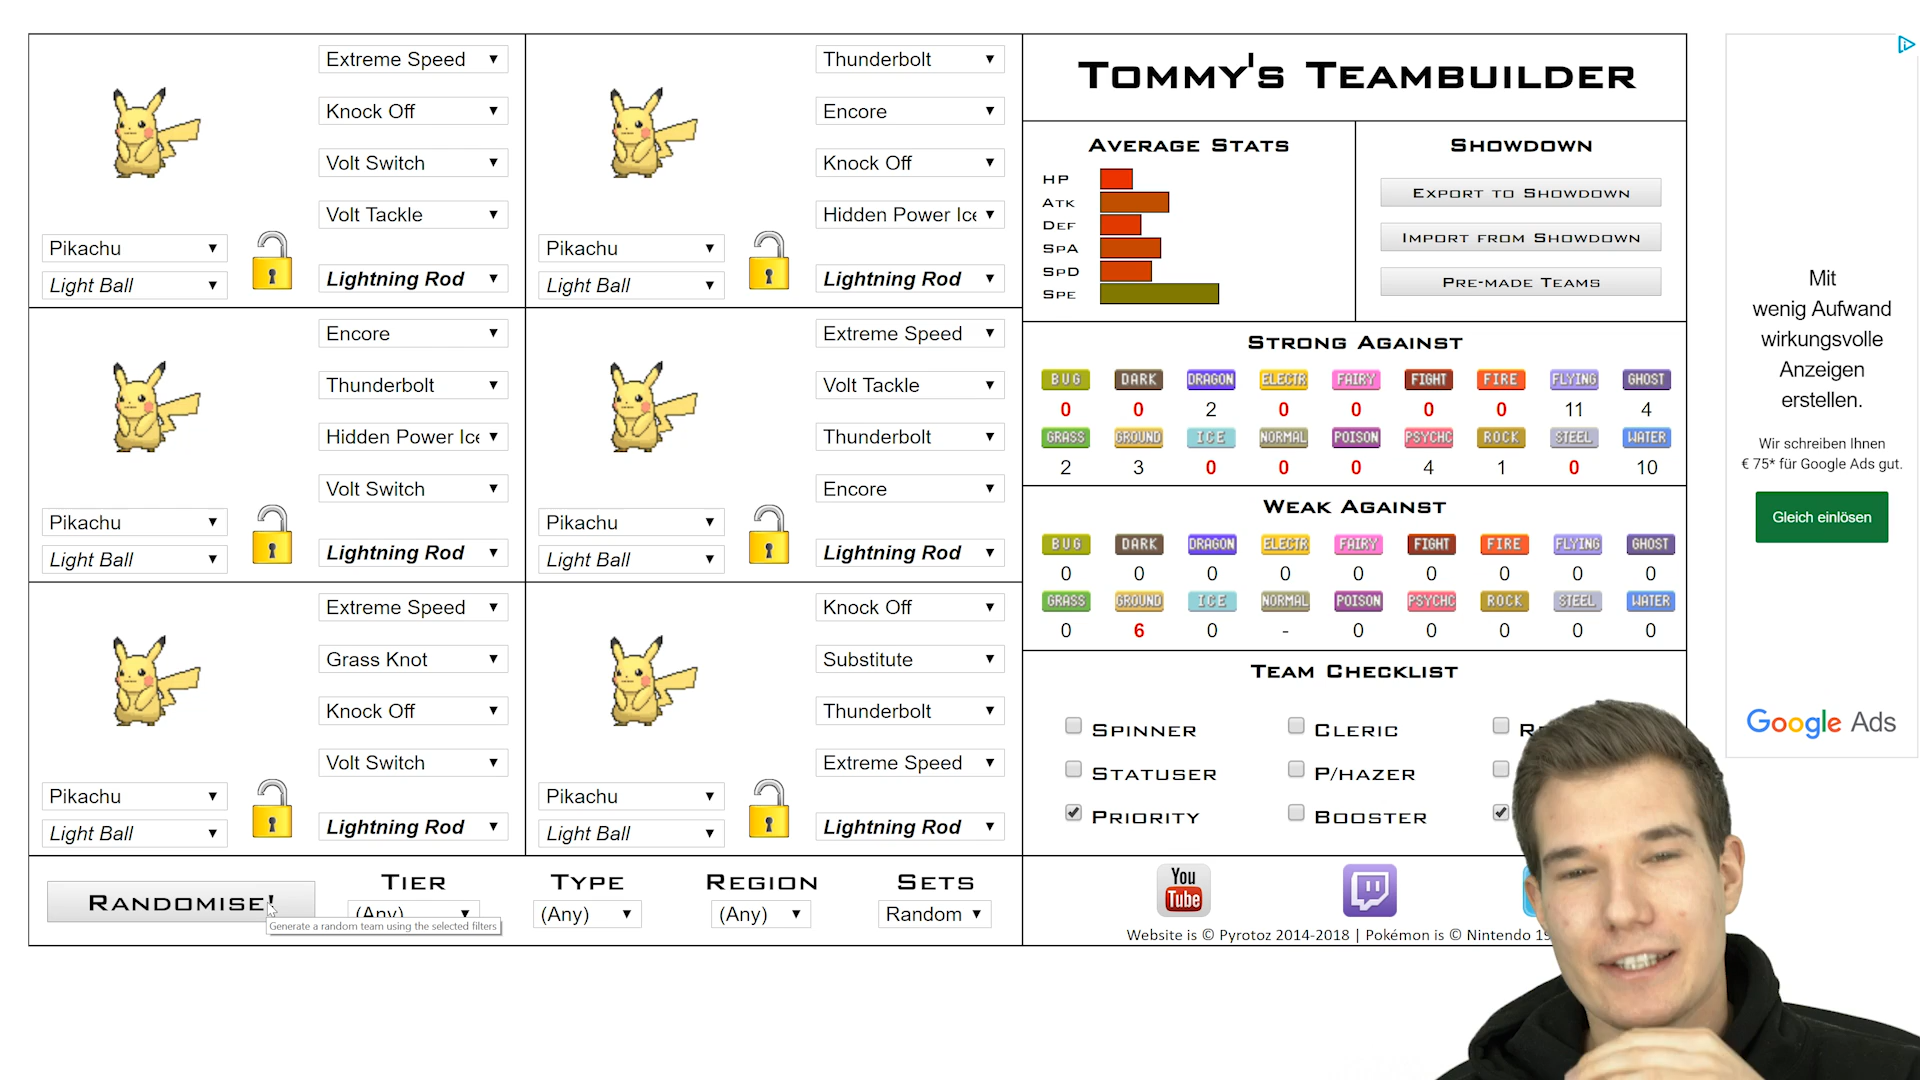 Extreme Speed
Knock Off
Volt Switch
Volt Tackle
Pikachu
Light Ball
Lightning Rod
Thunderbolt
Encore
Knock Off
Hidden Power Ice
Pikachu
Light Ball
Lightning Rod
Encore
Thunderbolt
Hidden Power Ice
Volt Switch
Pikachu
Light Ball
Lightning Rod
Extreme Speed
Volt Tackle
Thunderbolt
Encore
Pikachu
Light Ball
Lightning Rod
Extreme Speed
Grass Knot
Knock Off
Volt Switch
Pikachu
Light Ball
Lightning Rod
Knock Off
Substitute
Thunderbolt
Extreme Speed
Pikachu
Light Ball
Lightning Rod
Randomise!
Tier
(Any)
Type
(Any)
Region
(Any)
Sets
Random
Generate a random team using the selected filters
Tommy's Teambuilder
Average Stats
HP
Atk
Def
SpA
SpD
Spe
Showdown
Export to Showdown
Import from Showdown
Pre-made Teams
Strong Against
BUG DARK DRAGON ELECTR FAIRY FIGHT FIRE FLYING GHOST
0 0 2 0 0 0 0 11 4
GRASS GROUND ICE NORMAL POISON PSYCHC ROCK STEEL WATER
2 3 0 0 0 4 1 0 10
Weak Against
BUG DARK DRAGON ELECTR FAIRY FIGHT FIRE FLYING GHOST
0 0 0 0 0 0 0 0 0
GRASS GROUND ICE NORMAL POISON PSYCHC ROCK STEEL WATER
0 6 0 - 0 0 0 0 0
Team Checklist
Spinner Cleric
Statuser P/hazer
Priority Booster
You
Tube
Website is © Pyrotoz 2014-2018 | Pokémon is © Nintendo
Mit
wenig Aufwand
wirkungsvolle
Anzeigen
erstellen.
Wir schreiben Ihnen
€ 75* für Google Ads gut.
Gleich einlösen
Google Ads